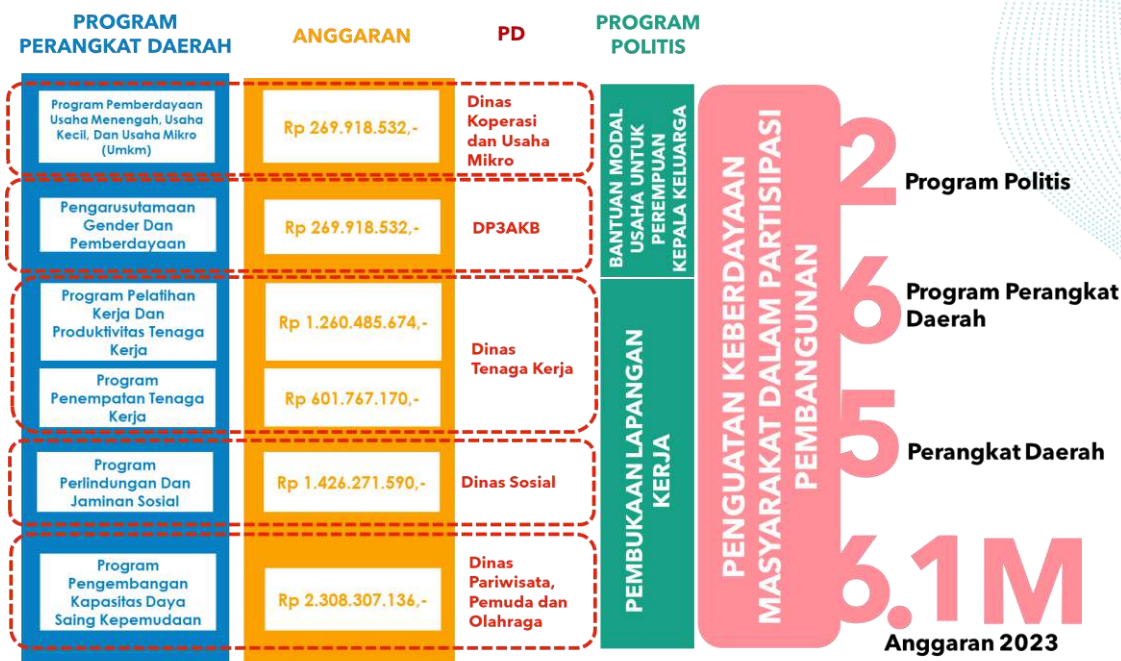 PROGRAM
PERANGKAT DAERAH
ANGGARAN
PD
PROGRAM
POLITIS
Program Pemberdayaan
Usaha Menengah, Usaha
Kecil, Dan Usaha Mikro
(Umkm)
Rp 269.918.532,-
Dinas
Koperasi
dan Usaha
Mikro
Pengarusutamaan
Gender Dan
Pemberdayaan
Rp 269.918.532,-
DP3AKB
BANTUAN MODAL
USAHA UNTUK
PEREMPUAN
KEPALA KELUARGA
Program Pelatihan
Kerja Dan
Produktivitas Tenaga
Kerja
Rp 1.260.485.674,-
Program
Penempatan Tenaga
Kerja
Rp 601.767.170,-
Dinas
Tenaga Kerja
Program
Perlindungan Dan
Jaminan Sosial
Rp 1.426.271.590,-
Dinas Sosial
Program
Pengembangan
Kapasitas Daya
Saing Kepemudaan
Rp 2.308.307.136,-
Dinas
Pariwisata,
Pemuda dan
Olahraga
PEMBUKAAN LAPANGAN
KERJA
PENGUATAN KEBERDAYAAN
MASYARAKAT DALAM PARTISIPASI
PEMBANGUNAN
2
Program Politis
6
Program Perangkat
Daerah
5
Perangkat Daerah
6.1M
Anggaran 2023